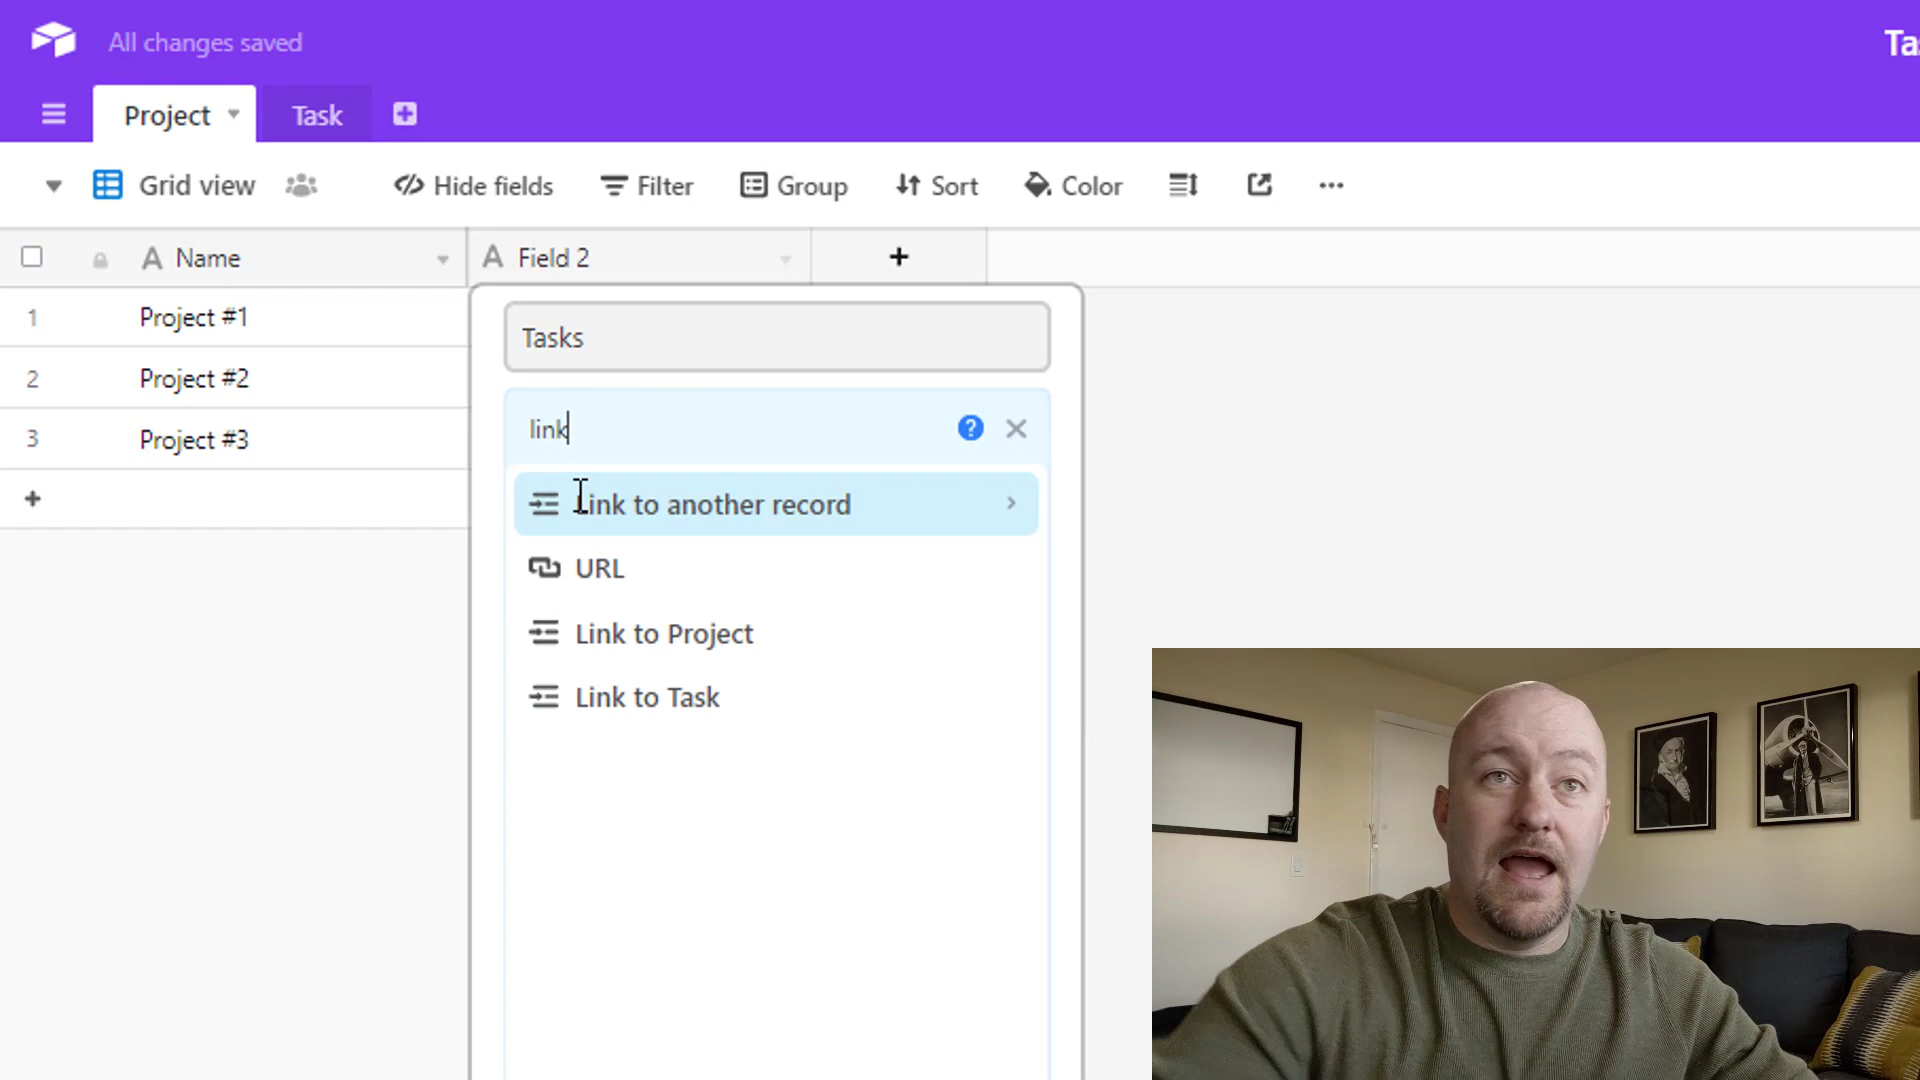 All changes saved
Ta
Project
Task
Grid view
Hide fields
Filter
Group
Sort
Color
Name
Field 2
1
Project #1
2
Project #2
3
Project #3
Tasks
link
Link to another record
URL
Link to Project
Link to Task